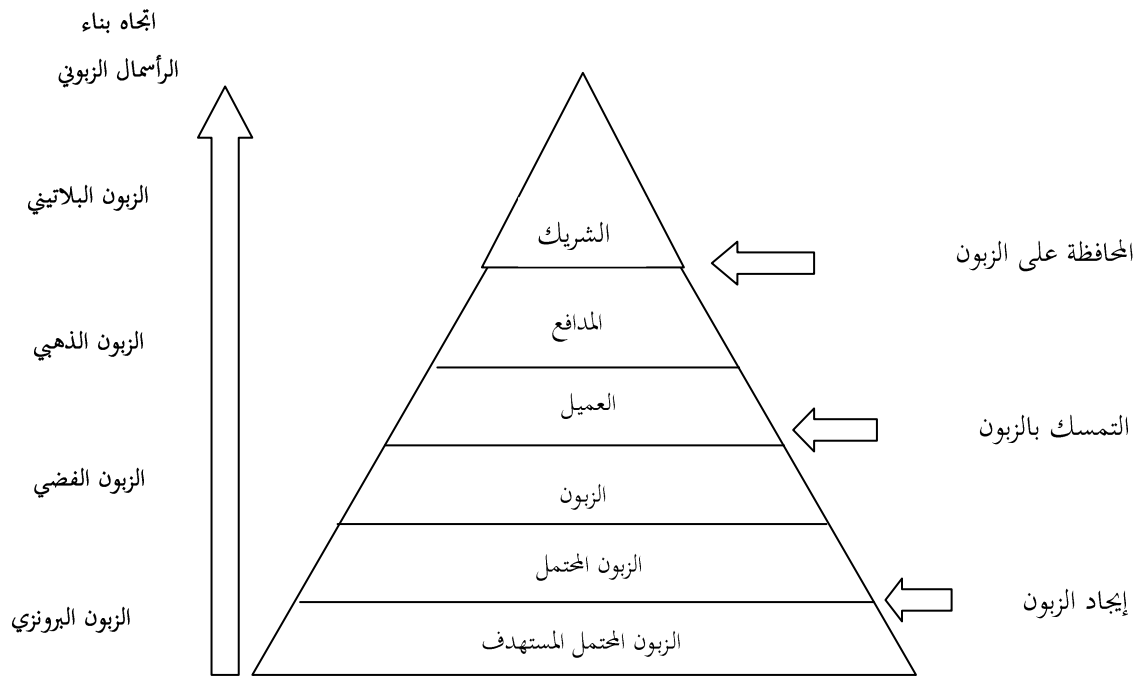 اتجاه بناء
الرأسمال الزبوني
الزبون البلاتيني
الشريك
المحافظة على الزبون
المدافع
الزبون الذهبي
العميل
التمسك بالزبون
الزبون الفضي
الزبون
الزبون المحتمل
إيجاد الزبون
الزبون البرونزي
الزبون المحتمل المستهدف